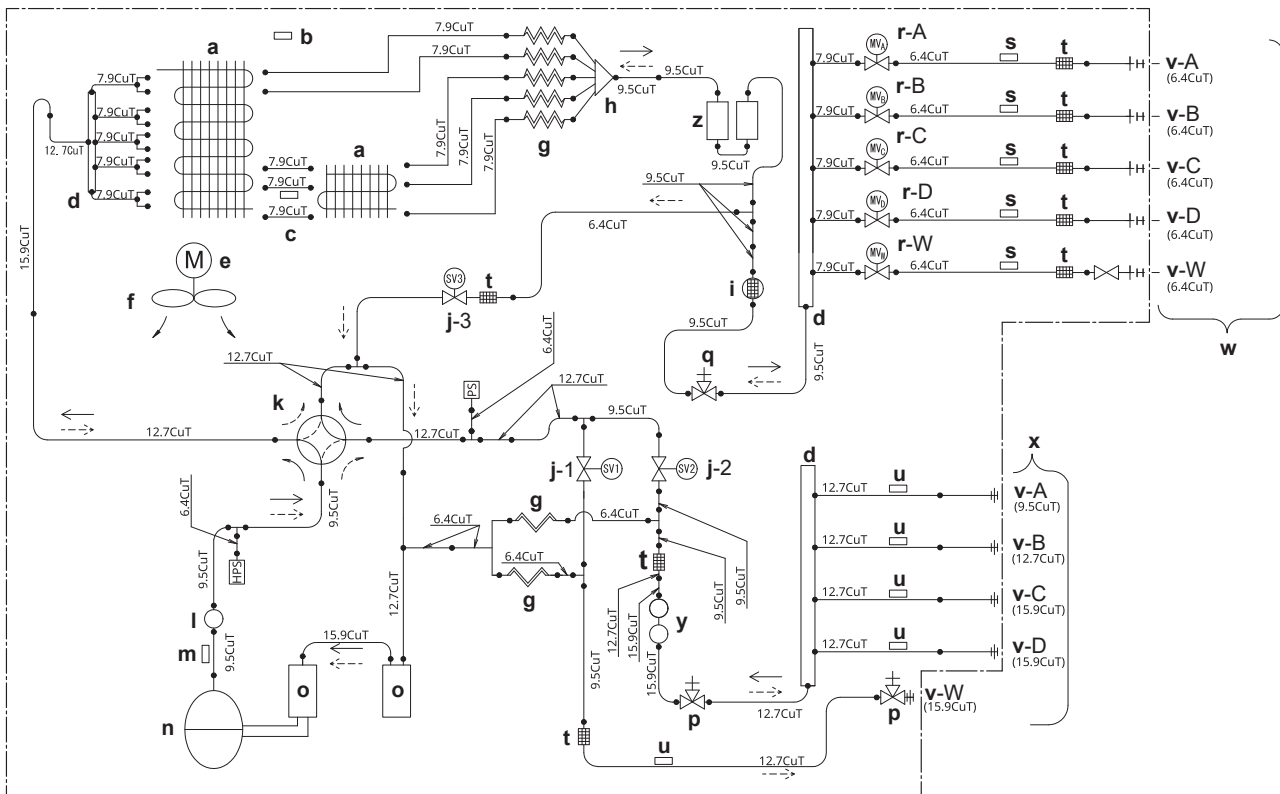 a
b
7.9CuT
7.9CuT
7.9CuT
7.9CuT
7.9CuT
7.9CuT
7.9CuT
12.70uT
d
15.9CuT
7.9CuT
7.9CuT
7.9CuT
c
a
7.9CuT
7.9CuT
7.9CuT
g
h
9.5CuT
9.5CuT
z
9.5CuT
9.5CuT
6.4CuT
i
9.5CuT
q
9.5CuT
d
7.9CuT
MVA
r-A
6.4CuT
s
t
v-A
(6.4CuT)
7.9CuT
MVB
r-B
6.4CuT
s
t
v-B
(6.4CuT)
7.9CuT
MVC
r-C
6.4CuT
s
t
v-C
(6.4CuT)
7.9CuT
MVD
r-D
6.4CuT
s
t
v-D
(6.4CuT)
7.9CuT
MVW
r-W
6.4CuT
s
t
v-W
(6.4CuT)
w
M
e
f
SV3
j-3
t
12.7CuT
k
12.7CuT
12.7CuT
PS
6.4CuT
12.7CuT
9.5CuT
j-1
SV1
SV2
j-2
6.4CuT
HPS
9.5CuT
9.5CuT
l
m
9.5CuT
n
15.9CuT
o
o
12.7CuT
6.4CuT
g
6.4CuT
6.4CuT
g
t
12.7CuT
15.9CuT
9.5CuT
9.5CuT
y
9.5CuT
15.9CuT
p
12.7CuT
t
u
12.7CuT
p
v-W
(15.9CuT)
d
x
12.7CuT
u
v-A
(9.5CuT)
12.7CuT
u
v-B
(12.7CuT)
12.7CuT
u
v-C
(15.9CuT)
12.7CuT
u
v-D
(15.9CuT)